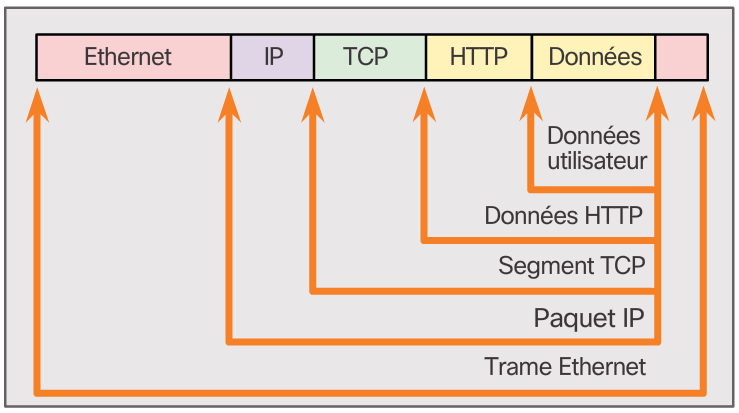 Ethernet IP TCP HTTP Données
Données
utilisateur
Données HTTP
Segment TCP
Paquet IP
Trame Ethernet